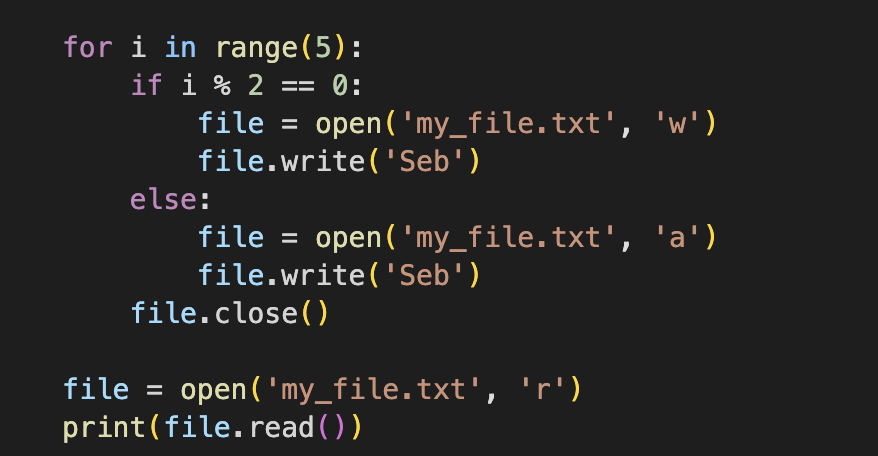 for i in range(5):
    if i % 2 == 0:
        file = open('my_file.txt', 'w')
        file.write('Seb')
    else:
        file = open('my_file.txt', 'a')
        file.write('Seb')
    file.close()

file = open('my_file.txt', 'r')
print(file.read())